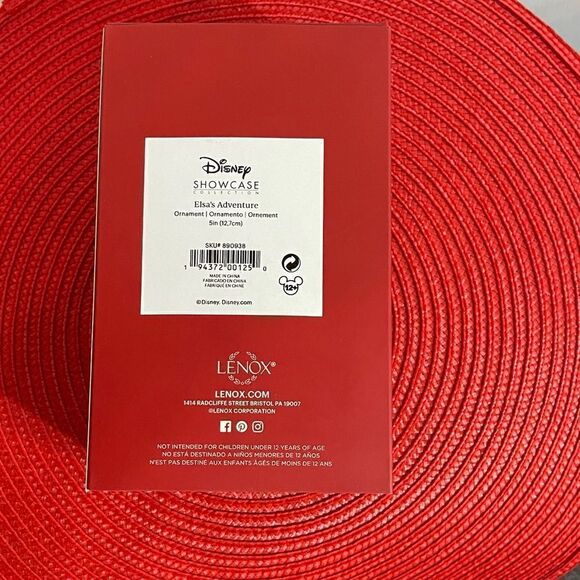 Disney
SHOWCASE
COLLECTION
Elsa's Adventure
Ornament | Ornamento | Ornement
5in (12,7cm)
SKU# 890938
1 94372 00125 0
MADE IN CHINA
FABRICADO EN CHINA
FABRIQUÉ EN CHINE
12+
©Disney, Disney.com
LENOX®
LENOX.COM
1414 RADCLIFFE STREET BRISTOL PA 19007
©LENOX CORPORATION
NOT INTENDED FOR CHILDREN UNDER 12 YEARS OF AGE
NO ESTÁ DESTINADO A NIÑOS MENORES DE 12 AÑOS
N'EST PAS DESTINÉ AUX ENFANTS ÂGÉS DE MOINS DE 12 ANS